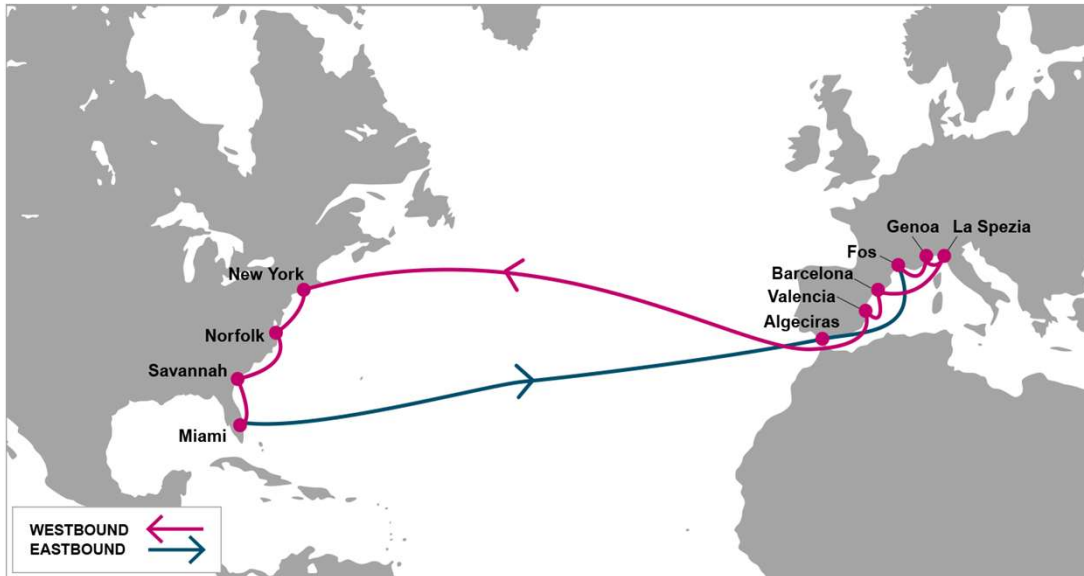 Genoa
La Spezia
Fos
New York
Barcelona
Valencia
Algeciras
Norfolk
Savannah
Miami
WESTBOUND
EASTBOUND